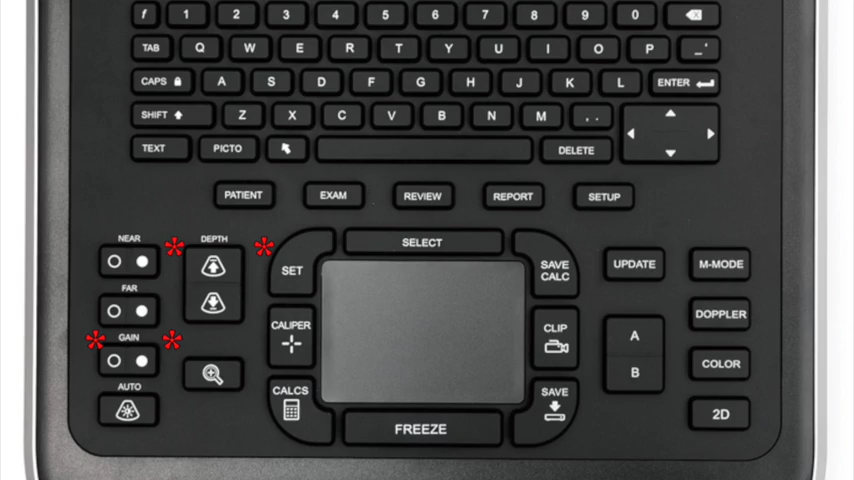 f 1 2 3 4 5 6 7 8 9 0
TAB Q W E R T Y U I O P _ '
CAPS A S D F G H J K L ENTER
SHIFT Z X C V B N M , .
TEXT PICTO DELETE
PATIENT EXAM REVIEW REPORT SETUP
NEAR * DEPTH * SET SELECT SAVE CALC UPDATE M-MODE
FAR CALIPER CLIP A DOPPLER
* GAIN * B COLOR
AUTO CALCS FREEZE SAVE 2D